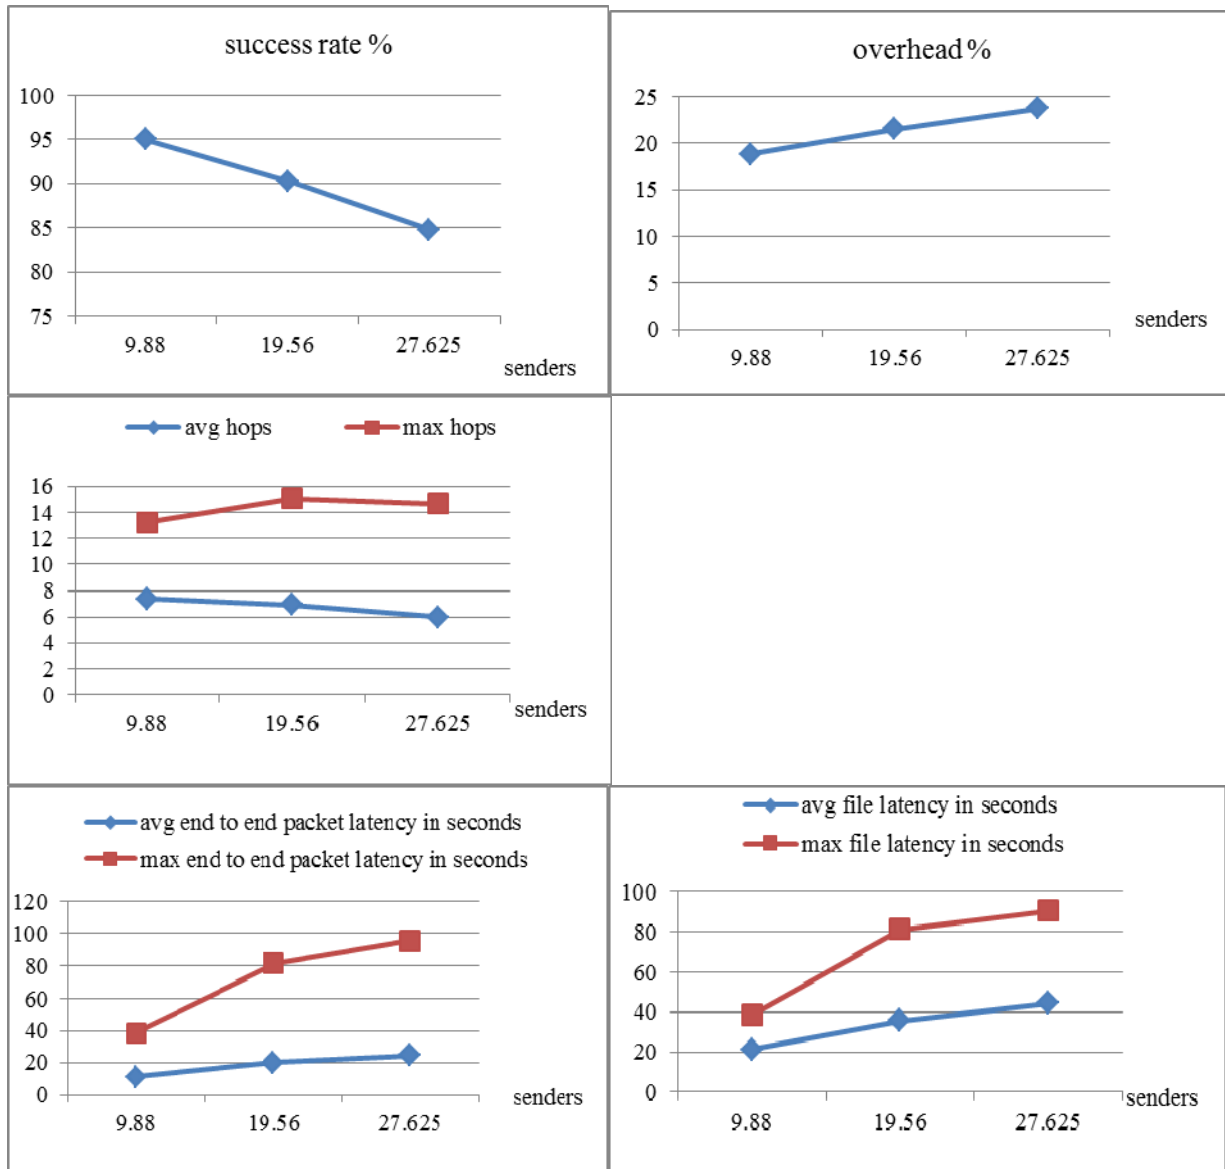 success rate %
100
95
90
85
80
75
9.88 19.56 27.625
senders
overhead %
25
20
15
10
5
0
senders
9.88 19.56 27.625
avg hops max hops
16
14
12
10
8
6
4
2
0
senders
9.88 19.56 27.625
avg end to end packet latency in seconds
max end to end packet latency in seconds
120
100
80
60
40
20
0
senders
9.88 19.56 27.625
avg file latency in seconds
max file latency in seconds
100
80
60
40
20
0
senders
9.88 19.56 27.625